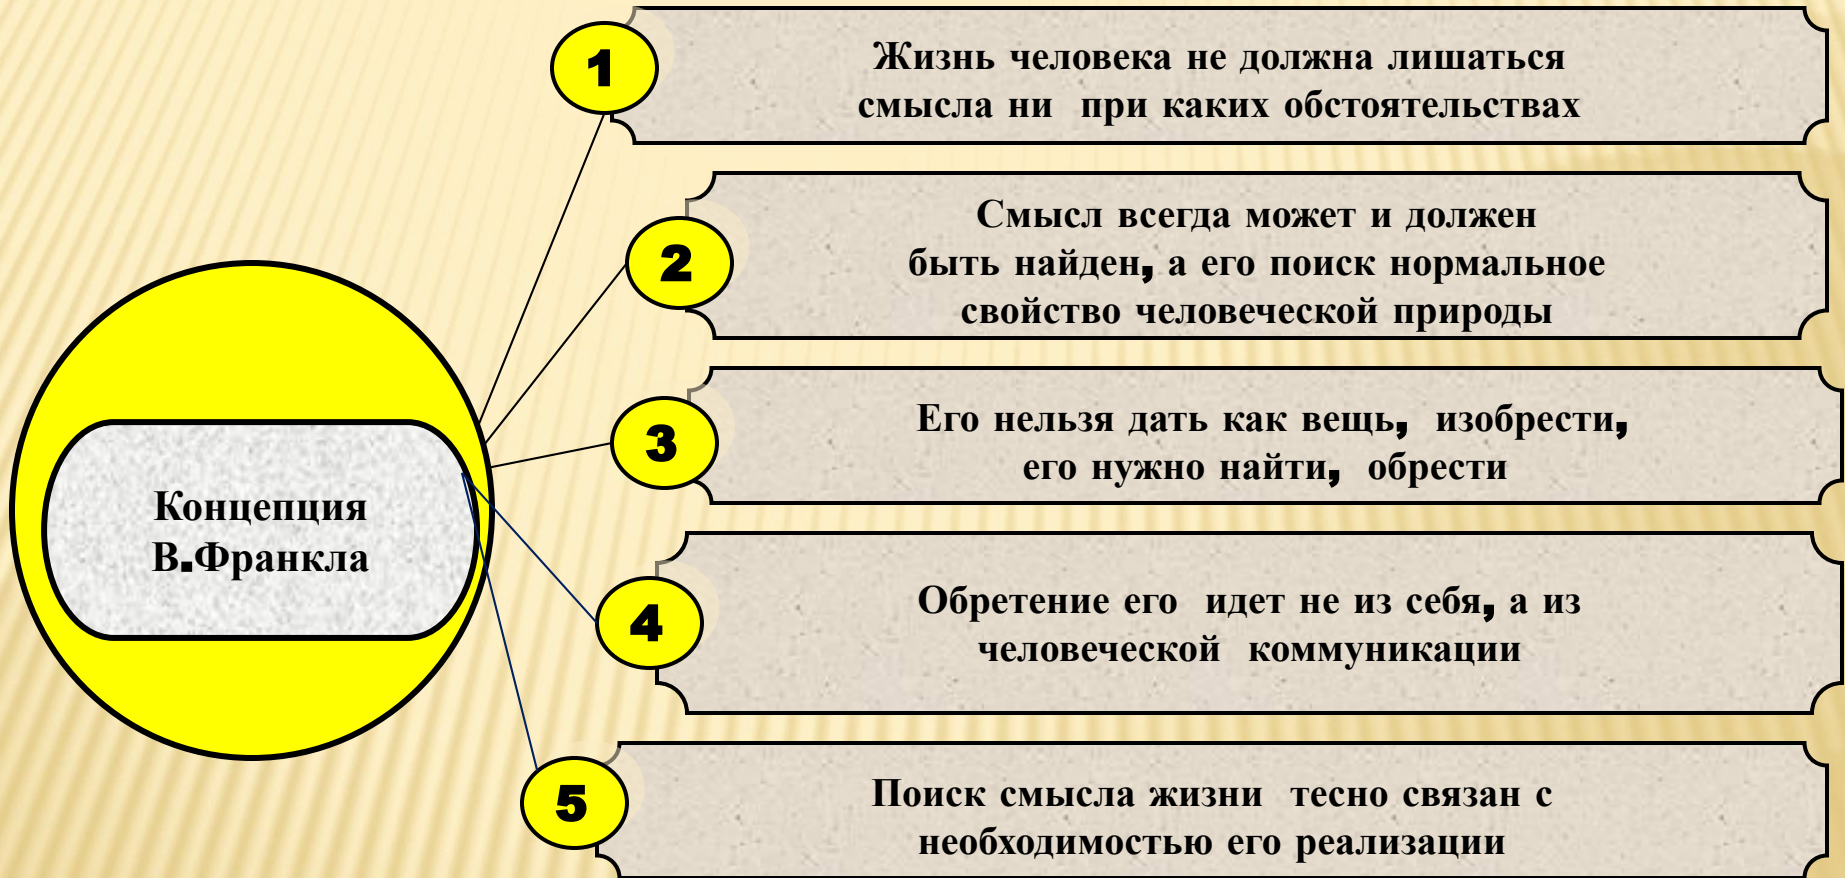 Концепция
В.Франкла
1
Жизнь человека не должна лишаться
смысла ни при каких обстоятельствах
2
Смысл всегда может и должен
быть найден, а его поиск нормальное
свойство человеческой природы
3
Его нельзя дать как вещь, изобрести,
его нужно найти, обрести
4
Обретение его идет не из себя, а из
человеческой коммуникации
5
Поиск смысла жизни тесно связан с
необходимостью его реализации